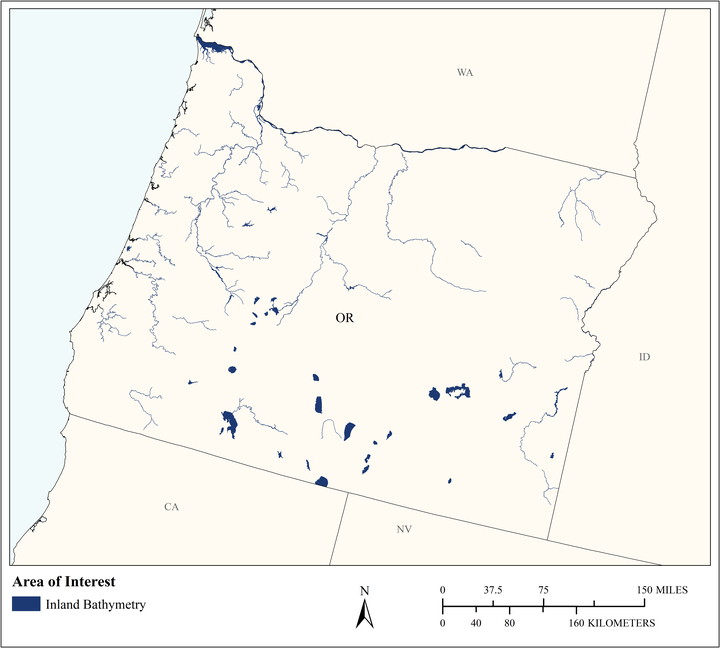 WA
OR
ID
CA
NV
Area of Interest
Inland Bathymetry
N
0 37.5 75 150 MILES
0 40 80 160 KILOMETERS